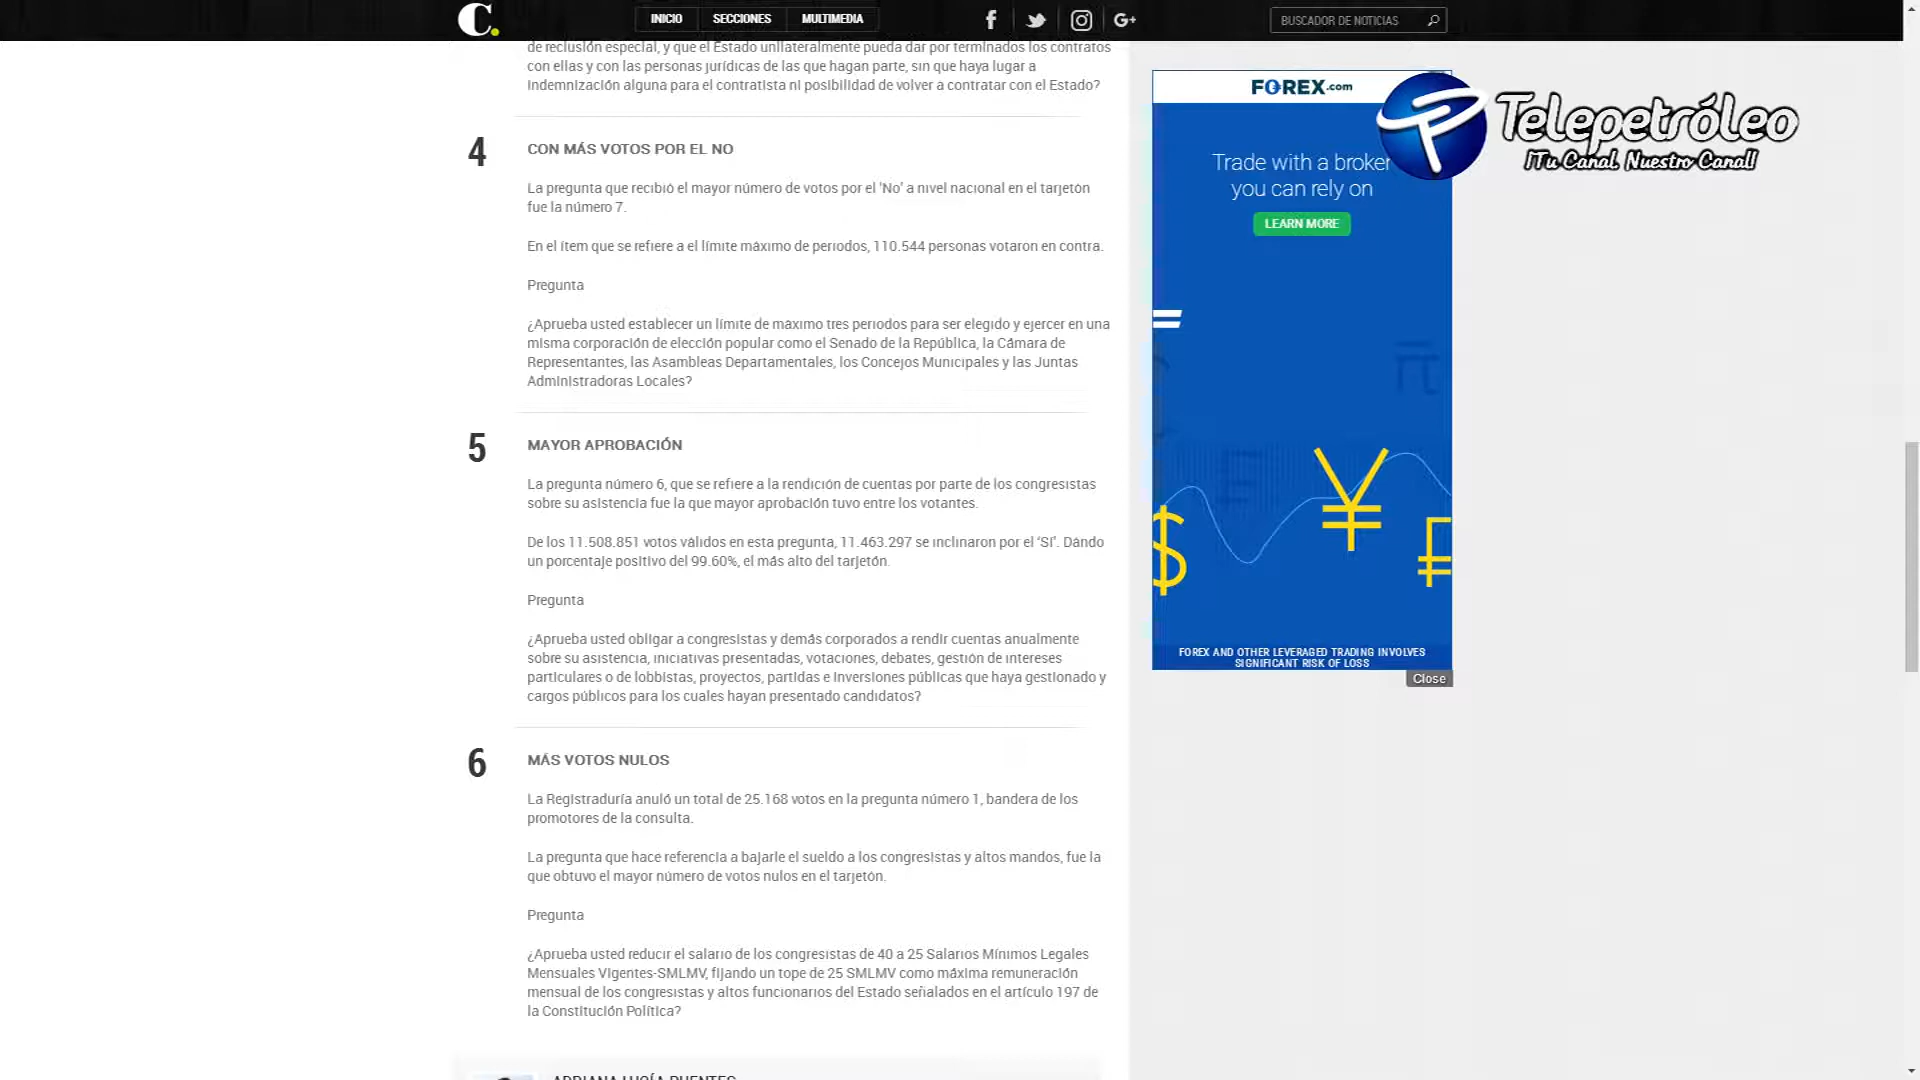 C.
INICIO SECCIONES MULTIMEDIA
BUSCADOR DE NOTICIAS
de reclusión especial, y que el Estado unilateralmente pueda dar por terminados los contratos
con ellas y con las personas jurídicas de las que hagan parte, sin que haya lugar a
indemnización alguna para el contratista ni posibilidad de volver a contratar con el Estado?
4
CON MÁS VOTOS POR EL NO
La pregunta que recibió el mayor número de votos por el 'No' a nivel nacional en el tarjetón
fue la número 7.
En el ítem que se refiere a el límite máximo de periodos, 110.544 personas votaron en contra.
Pregunta
¿Aprueba usted establecer un límite de máximo tres periodos para ser elegido y ejercer en una
misma corporación de elección popular como el Senado de la República, la Cámara de
Representantes, las Asambleas Departamentales, los Concejos Municipales y las Juntas
Administradoras Locales?
5
MAYOR APROBACIÓN
La pregunta número 6, que se refiere a la rendición de cuentas por parte de los congresistas
sobre su asistencia fue la que mayor aprobación tuvo entre los votantes.
De los 11.508.851 votos válidos en esta pregunta, 11.463.297 se inclinaron por el 'SI'. Dando
un porcentaje positivo del 99.60%, el más alto del tarjetón.
Pregunta
¿Aprueba usted obligar a congresistas y demás corporados a rendir cuentas anualmente
sobre su asistencia, iniciativas presentadas, votaciones, debates, gestión de intereses
particulares o de lobbistas, proyectos, partidas e inversiones públicas que haya gestionado y
cargos públicos para los cuales hayan presentado candidatos?
6
MÁS VOTOS NULOS
La Registraduría anuló un total de 25.168 votos en la pregunta número 1, bandera de los
promotores de la consulta.
La pregunta que hace referencia a bajarle el sueldo a los congresistas y altos mandos, fue la
que obtuvo el mayor número de votos nulos en el tarjetón.
Pregunta
¿Aprueba usted reducir el salario de los congresistas de 40 a 25 Salarios Mínimos Legales
Mensuales Vigentes-SMLMV, fijando un tope de 25 SMLMV como máxima remuneración
mensual de los congresistas y altos funcionarios del Estado señalados en el artículo 197 de
la Constitución Política?
ADRIANA LUCÍA PUENTES
FOREX.com
Trade with a broker
you can rely on
LEARN MORE
FOREX AND OTHER LEVERAGED TRADING INVOLVES
SIGNIFICANT RISK OF LOSS
Close
Telepetróleo
¡Tu Canal, Nuestro Canal!